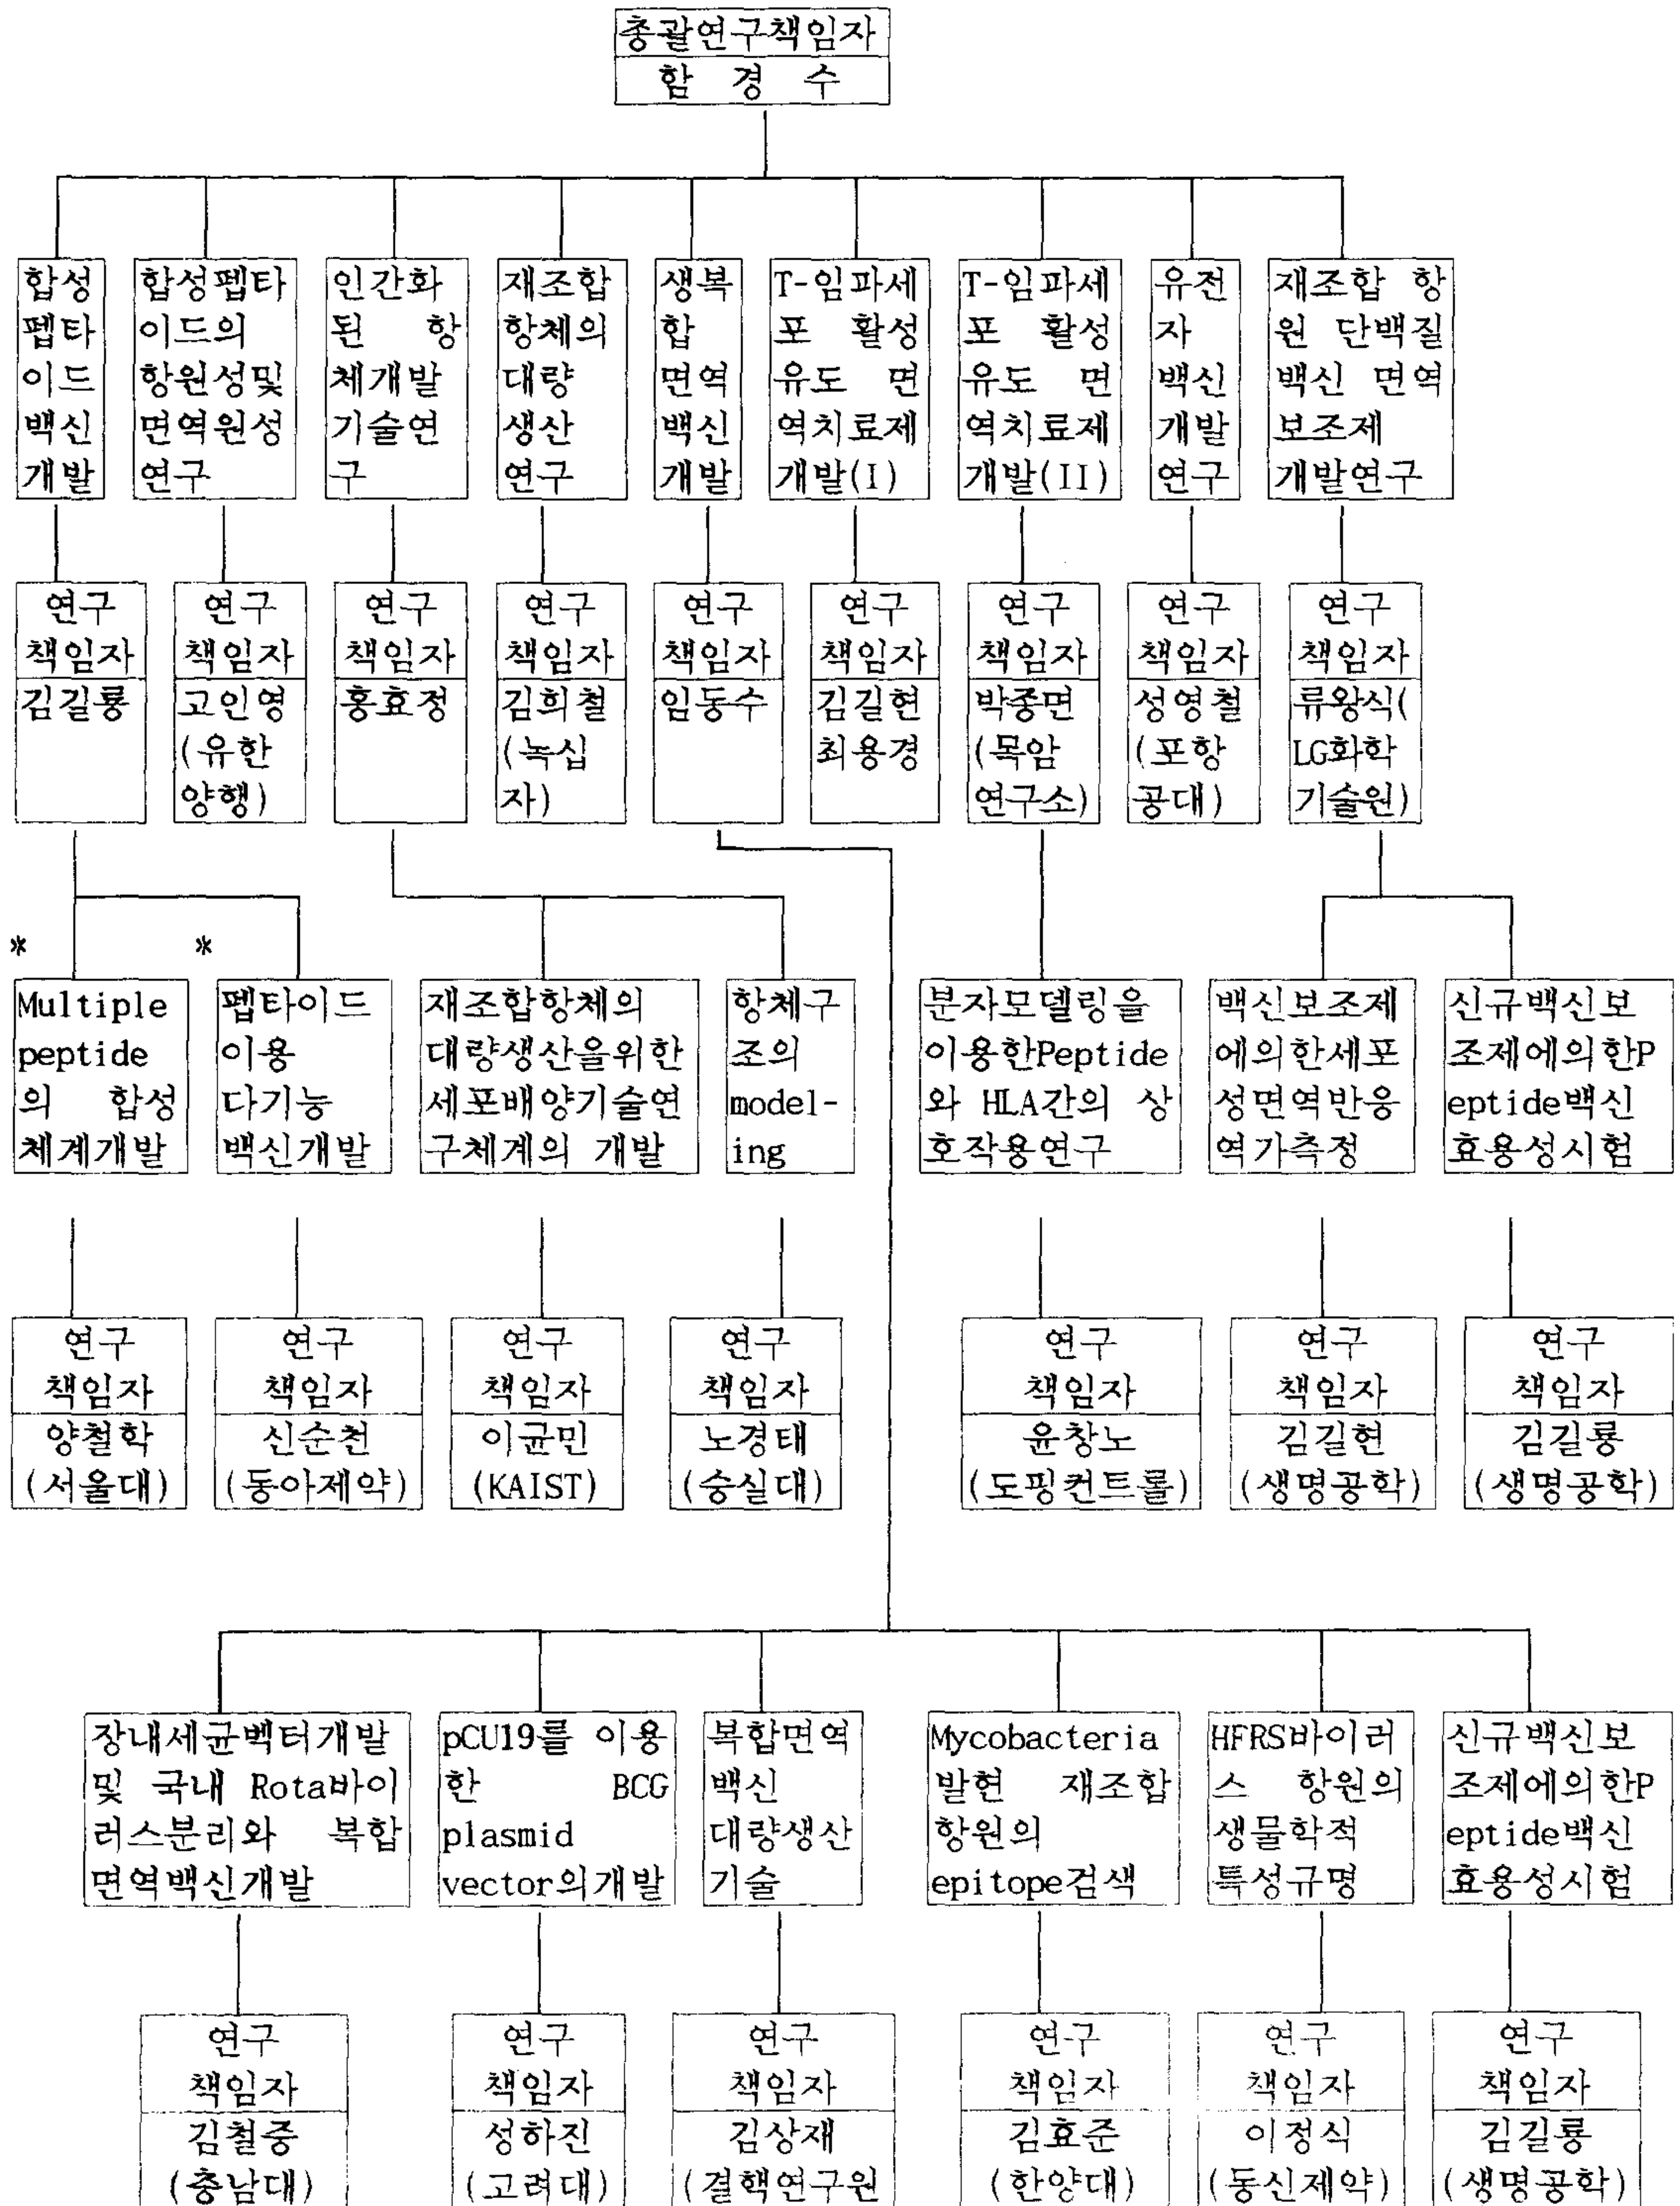 총괄연구책임자
함 경 수
합성
펩타
이드
백신
개발
합성펩타
이드의
항원성및
면역원성
연구
인간화
된 항
체개발
기술연
구
재조합
항체의
대량
생산
연구
생복
합
면역
백신
개발
T-임파세
포 활성
유도 면
역치료제
개발(I)
T-임파세
포 활성
유도 면
역치료제
개발(II)
유전
자
백신
개발
연구
재조합 항
원 단백질
백신 면역
보조제
개발연구
연구
책임자
김길룡
연구
책임자
고인영
(유한
양행)
연구
책임자
홍효정
연구
책임자
김희철
(녹십
자)
연구
책임자
임동수
연구
책임자
김길현
최용경
연구
책임자
박종면
(목암
연구소)
연구
책임자
성영철
(포항
공대)
연구
책임자
류왕식(
LG화학
기술원)
*
Multiple
peptide
의 합성
체계개발
*
펩타이드
이용
다기능
백신개발
재조합항체의
대량생산을위한
세포배양기술연
구체계의 개발
항체구
조의
model-
ing
분자모델링을
이용한Peptide
와 HLA간의 상
호작용연구
백신보조제
에의한세포
성면역반응
역가측정
신규백신보
조제에의한P
eptide백신
효용성시험
연구
책임자
양철학
(서울대)
연구
책임자
신순천
(동아제약)
연구
책임자
이균민
(KAIST)
연구
책임자
노경태
(숭실대)
연구
책임자
윤창노
(도핑컨트롤)
연구
책임자
김길현
(생명공학)
연구
책임자
김길룡
(생명공학)
장내세균벡터개발
및 국내 Rota바이
러스분리와 복합
면역백신개발
pCU19를 이용
한 BCG
plasmid
vector의개발
복합면역
백신
대량생산
기술
Mycobacteria
발현 재조합
항원의
epitope검색
HFRS바이러
스 항원의
생물학적
특성규명
신규백신보
조제에의한P
eptide백신
효용성시험
연구
책임자
김철중
(충남대)
연구
책임자
성하진
(고려대)
연구
책임자
김상재
(결핵연구원
연구
책임자
김효준
(한양대)
연구
책임자
이정식
(동신제약)
연구
책임자
김길룡
(생명공학)